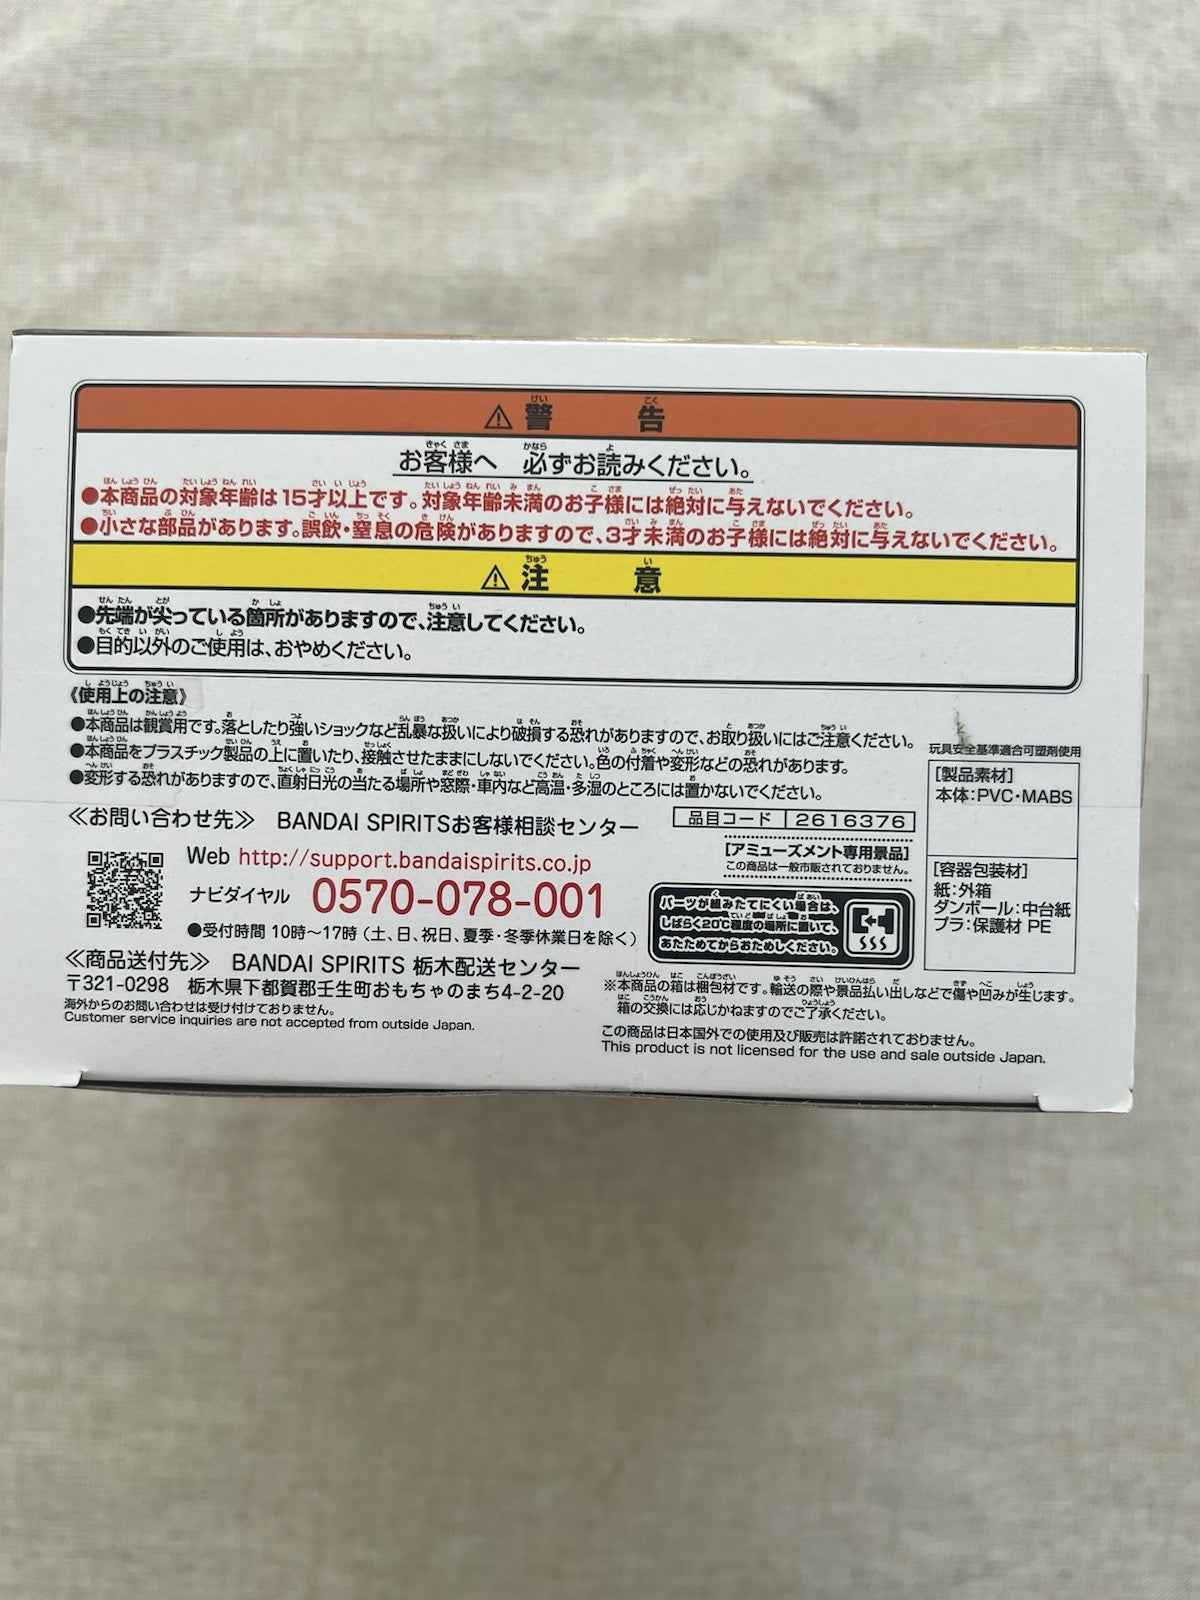 ⚠警告
お客様へ 必ずお読みください。
●本商品の対象年齢は15才以上です。対象年齢未満のお子様には絶対に与えないでください。
●小さな部品があります。誤飲・窒息の危険がありますので、3才未満のお子様には絶対に与えないでください。
⚠注意
●先端が尖っている箇所がありますので、注意してください。
●目的以外のご使用は、おやめください。
《使用上の注意》
●本商品は観賞用です。落としたり強いショックなど乱暴な扱いにより破損する恐れがありますので、お取り扱いにはご注意ください。
●本商品をプラスチック製品の上に置いたり、接触させたままにしないでください。色の付着や変形などの恐れがあります。
●変形する恐れがありますので、直射日光の当たる場所や窓際・車内など高温・多湿のところには置かないでください。
≪お問い合わせ先≫ BANDAI SPIRITSお客様相談センター
Web http://support.bandaispirits.co.jp
ナビダイヤル 0570-078-001
●受付時間 10時〜17時(土、日、祝日、夏季・冬季休業日を除く)
≪商品送付先≫ BANDAI SPIRITS 栃木配送センター
〒321-0298 栃木県下都賀郡壬生町おもちゃのまち4-2-20
海外からのお問い合わせは受け付けておりません。
Customer service inquiries are not accepted from outside Japan.
品目コード 2616376
[アミューズメント専用景品]
この商品は一般市販されておりません。
パーツが組みたてにくい場合は、
しばらく20℃程度の場所に置いて、
あたためてからおためしください。
玩具安全基準適合可塑剤使用
[製品素材]
本体:PVC・MABS
[容器包装材]
紙:外箱
ダンボール:中台紙
プラ:保護材 PE
※本商品の箱は梱包材です。輸送の際や景品払い出しなどで傷や凹みが生じます。
箱の交換には応じかねますのでご了承ください。
この商品は日本国外での使用及び販売は許諾されておりません。
This product is not licensed for the use and sale outside Japan.